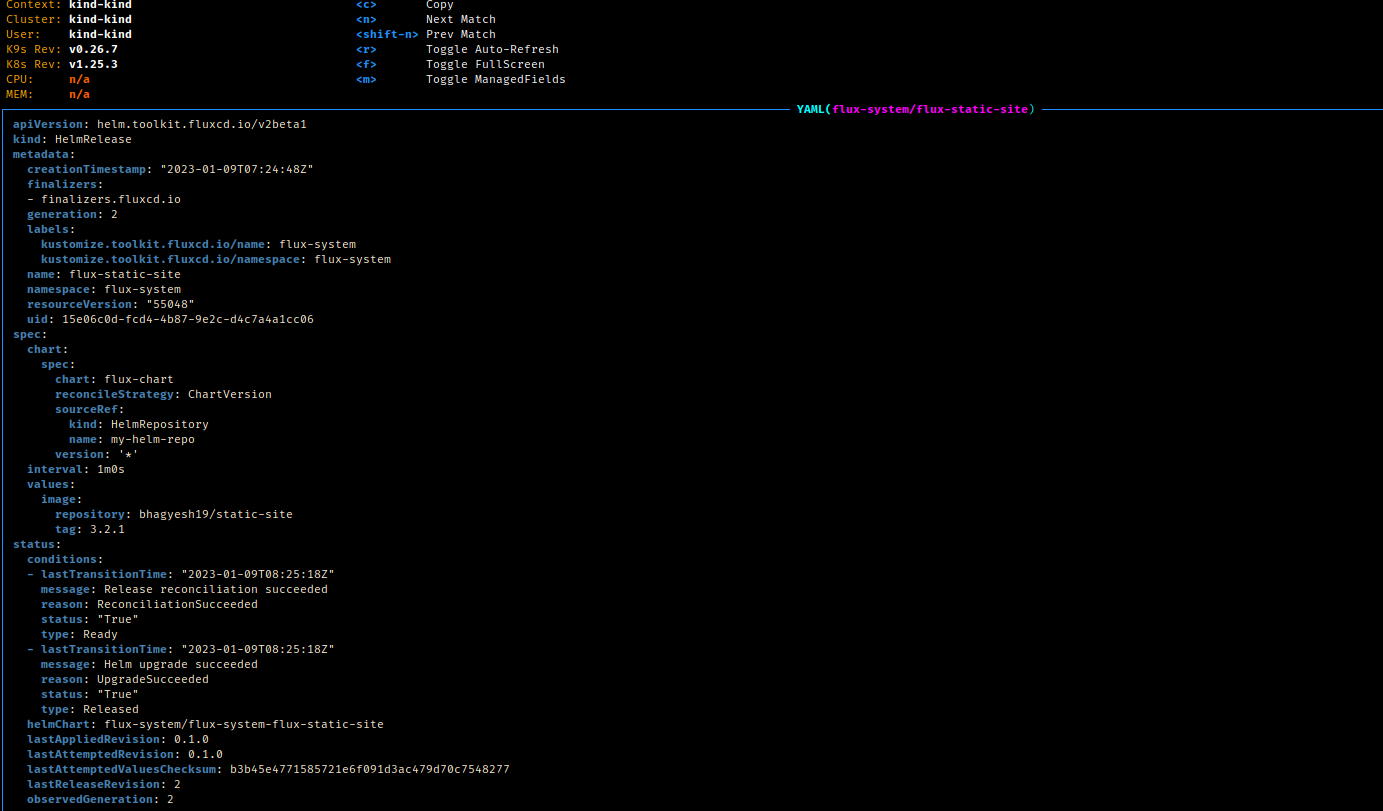 Context: kind-kind <c> Copy
Cluster: kind-kind <n> Next Match
User: kind-kind <shift-n> Prev Match
K9s Rev: v0.26.7 <r> Toggle Auto-Refresh
K8s Rev: v1.25.3 <f> Toggle FullScreen
CPU: n/a <m> Toggle ManagedFields
MEM: n/a
YAML(flux-system/flux-static-site)
apiVersion: helm.toolkit.fluxcd.io/v2beta1
kind: HelmRelease
metadata:
  creationTimestamp: "2023-01-09T07:24:48Z"
  finalizers:
  - finalizers.fluxcd.io
  generation: 2
  labels:
    kustomize.toolkit.fluxcd.io/name: flux-system
    kustomize.toolkit.fluxcd.io/namespace: flux-system
  name: flux-static-site
  namespace: flux-system
  resourceVersion: "55048"
  uid: 15e06c0d-fcd4-4b87-9e2c-d4c7a4a1cc06
spec:
  chart:
    spec:
      chart: flux-chart
      reconcileStrategy: ChartVersion
      sourceRef:
        kind: HelmRepository
        name: my-helm-repo
      version: '*'
  interval: 1m0s
  values:
    image:
      repository: bhagyesh19/static-site
      tag: 3.2.1
status:
  conditions:
  - lastTransitionTime: "2023-01-09T08:25:18Z"
    message: Release reconciliation succeeded
    reason: ReconciliationSucceeded
    status: "True"
    type: Ready
  - lastTransitionTime: "2023-01-09T08:25:18Z"
    message: Helm upgrade succeeded
    reason: UpgradeSucceeded
    status: "True"
    type: Released
  helmChart: flux-system/flux-system-flux-static-site
  lastAppliedRevision: 0.1.0
  lastAttemptedRevision: 0.1.0
  lastAttemptedValuesChecksum: b3b45e4771585721e6f091d3ac479d70c7548277
  lastReleaseRevision: 2
  observedGeneration: 2